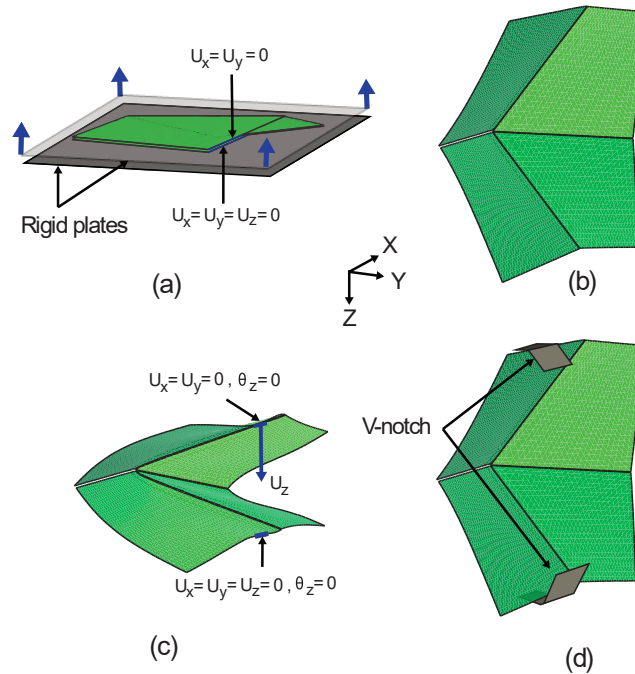 Ux=Uy=0
Rigid plates
Ux=Uy=Uz=0
(a)
X
Y
Z
(b)
Ux=Uy=0 , θz=0
Uz
Ux=Uy=Uz=0 , θz=0
(c)
V-notch
(d)